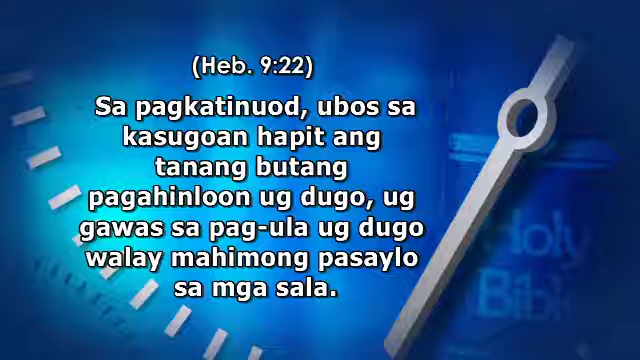 (Heb. 9:22)
Sa pagkatinuod, ubos sa
kasugoan hapit ang
tanang butang
pagahinloon ug dugo, ug
gawas sa pag-ula ug dugo
walay mahimong pasaylo
sa mga sala.
Holy
Bible